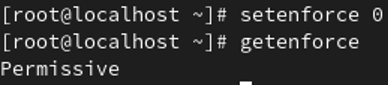 [root@localhost ~]# setenforce 0
[root@localhost ~]# getenforce
Permissive